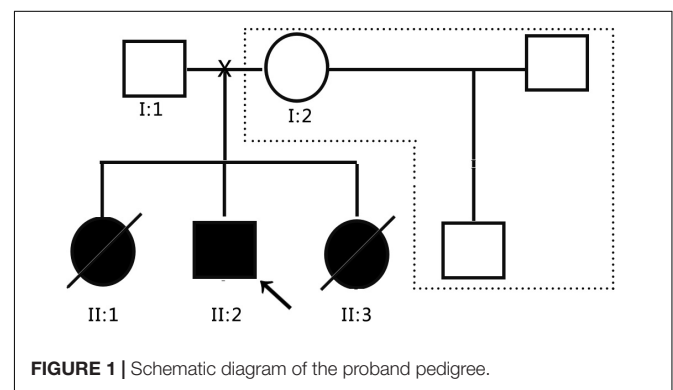 I:1
I:2
II:1
II:2
II:3
FIGURE 1 | Schematic diagram of the proband pedigree.